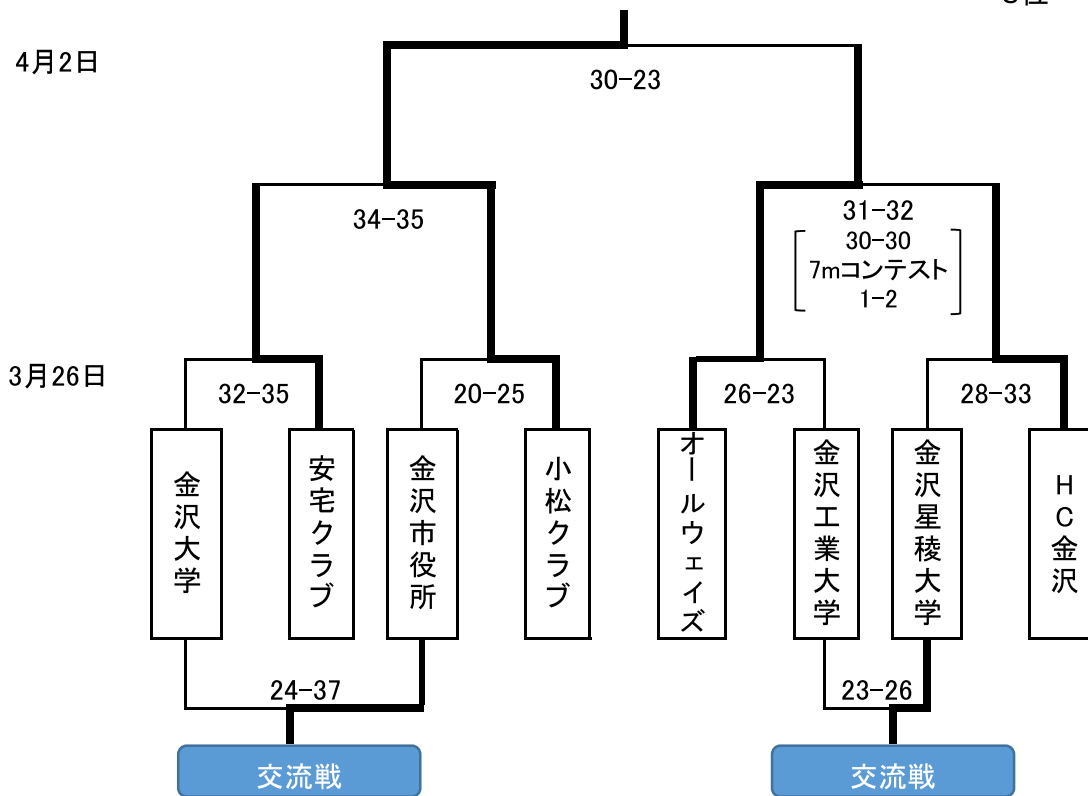 3位
4月2日
30-23
34-35
31-32
30-30
7mコンテスト
1-2
3月26日
32-35
20-25
26-23
28-33
金沢大学
安宅クラブ
金沢市役所
小松クラブ
オールウェイズ
金沢工業大学
金沢星稜大学
HC金沢
24-37
23-26
交流戦
交流戦